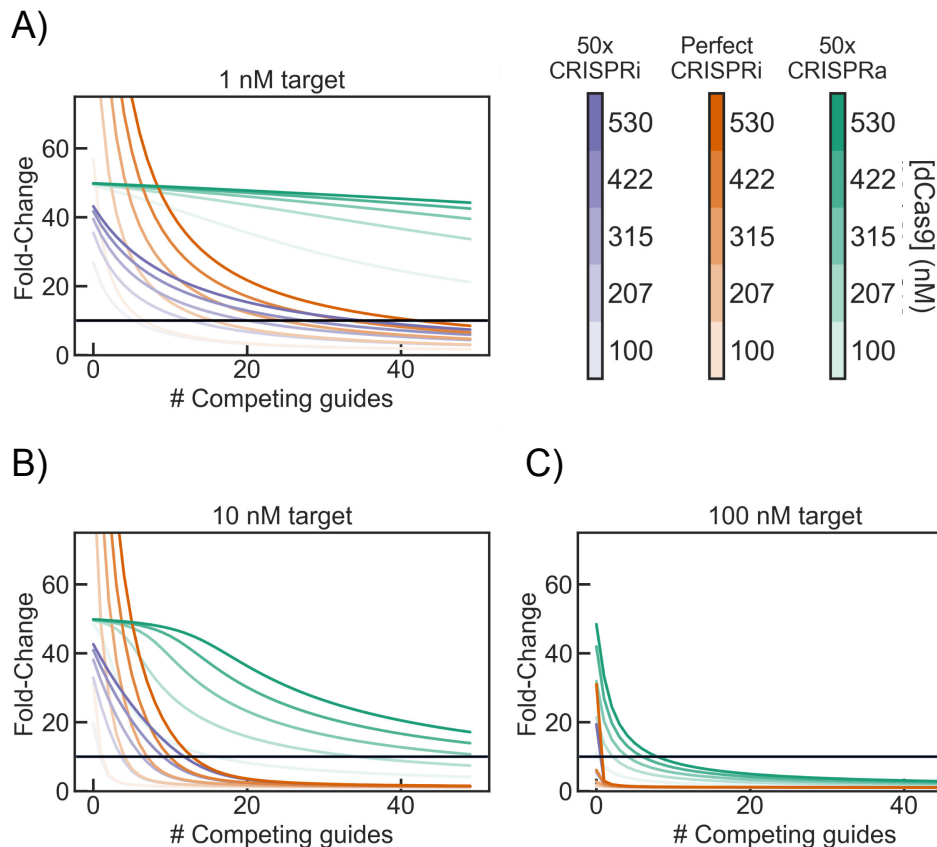 A)
1 nM target
Fold-Change
60
40
20
0
0 20 40
# Competing guides
50x CRISPRi
530
422
315
207
100
Perfect CRISPRi
530
422
315
207
100
50x CRISPRa
530
422
315
207
100
[dCas9] (nM)
B)
10 nM target
Fold-Change
60
40
20
0
0 20 40
# Competing guides
C)
100 nM target
Fold-Change
60
40
20
0
0 20 40
# Competing guides